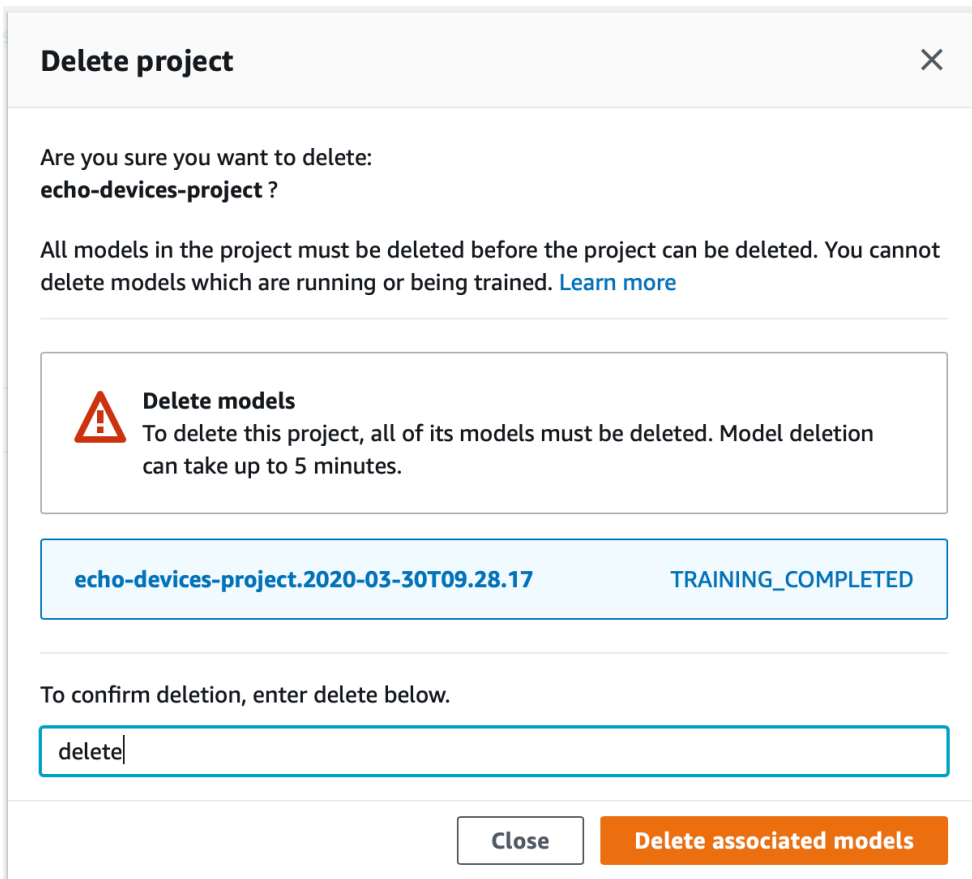 Delete project
Are you sure you want to delete:
echo-devices-project ?
All models in the project must be deleted before the project can be deleted. You cannot
delete models which are running or being trained. Learn more
Delete models
To delete this project, all of its models must be deleted. Model deletion
can take up to 5 minutes.
echo-devices-project.2020-03-30T09.28.17 TRAINING_COMPLETED
To confirm deletion, enter delete below.
delete
Close Delete associated models